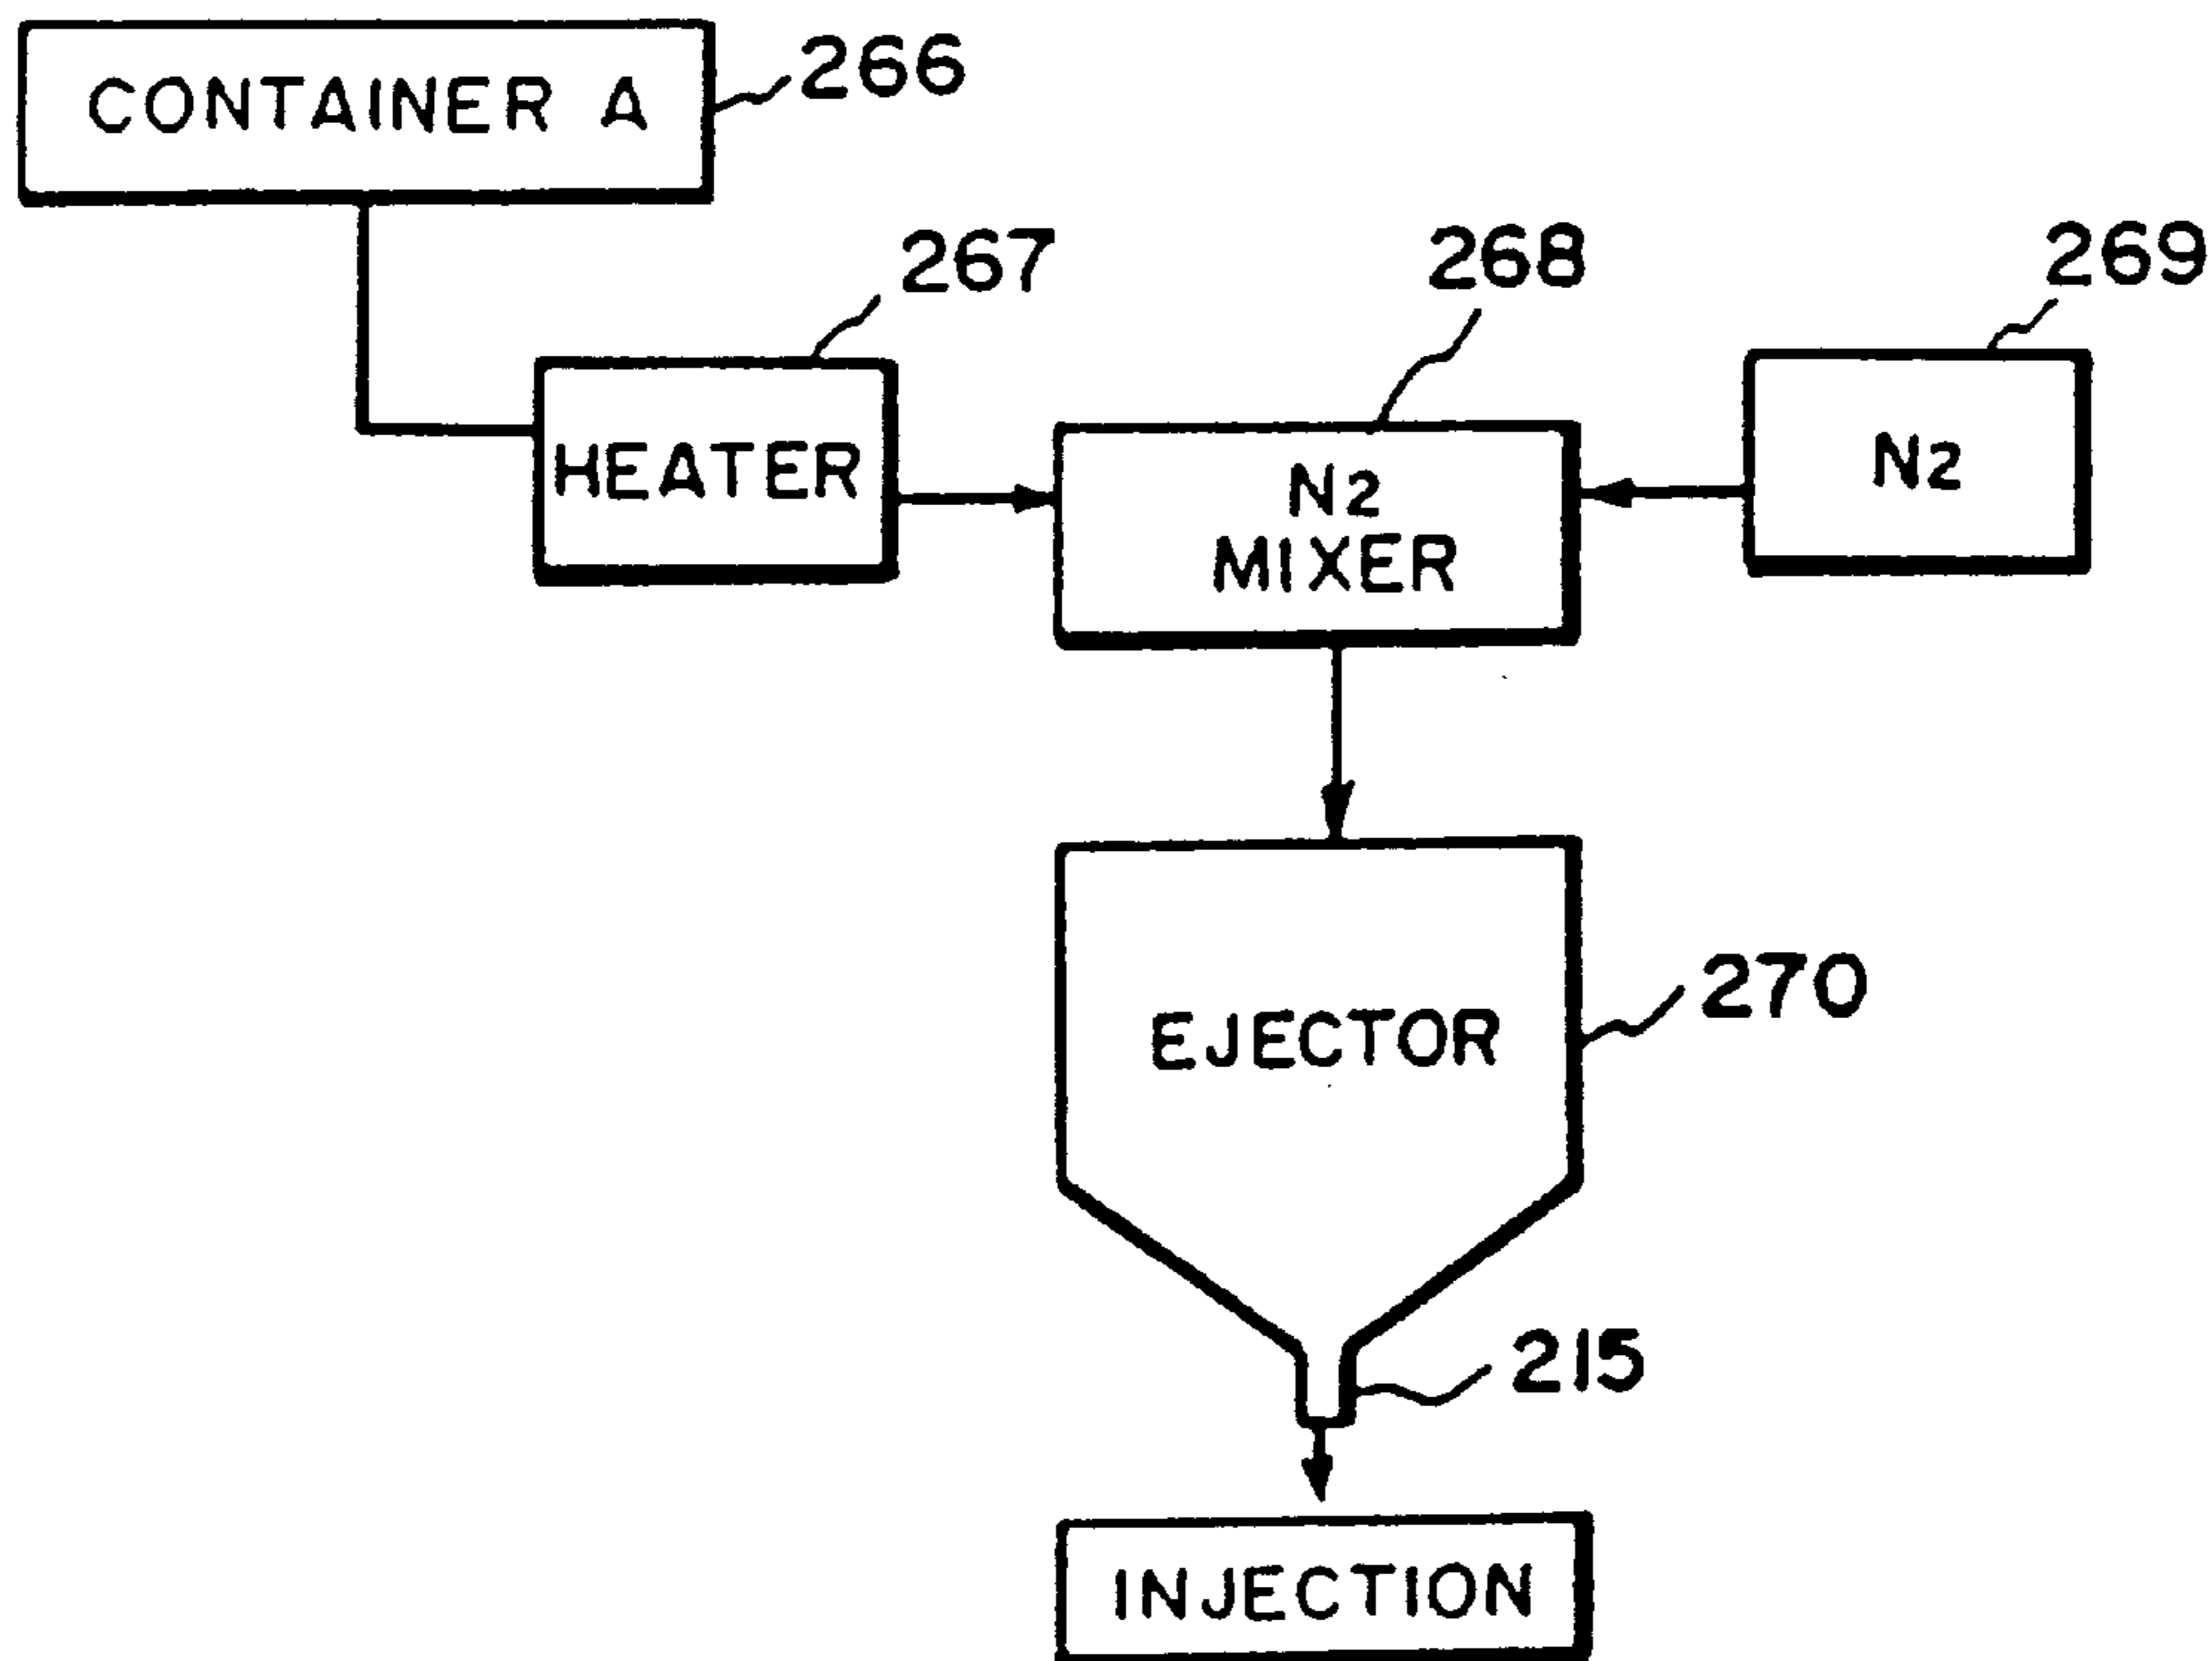 CONTAINER A
266
267
268
269
HEATER
N2
MIXER
N2
EJECTOR
270
215
INJECTION